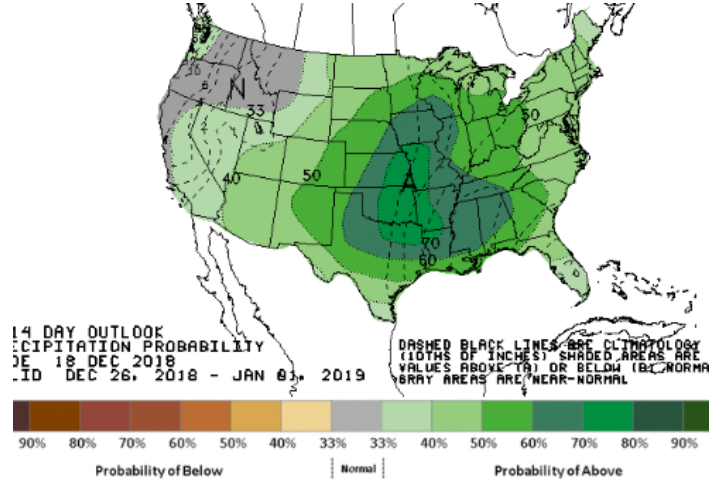 N
33
40
50
50
A
70
60
14 DAY OUTLOOK
ECIPITATION PROBABILITY
DE 18 DEC 2018
LID DEC 26, 2018 - JAN 01, 2019
DASHED BLACK LINES ARE CLIMATOLOGY
(10THS OF INCHES) SHADED AREAS ARE
VALUES ABOVE (A) OR BELOW (B) NORMA
GRAY AREAS ARE NEAR-NORMAL
90% 80% 70% 60% 50% 40% 33% 33% 40% 50% 60% 70% 80% 90%
Probability of Below Normal Probability of Above